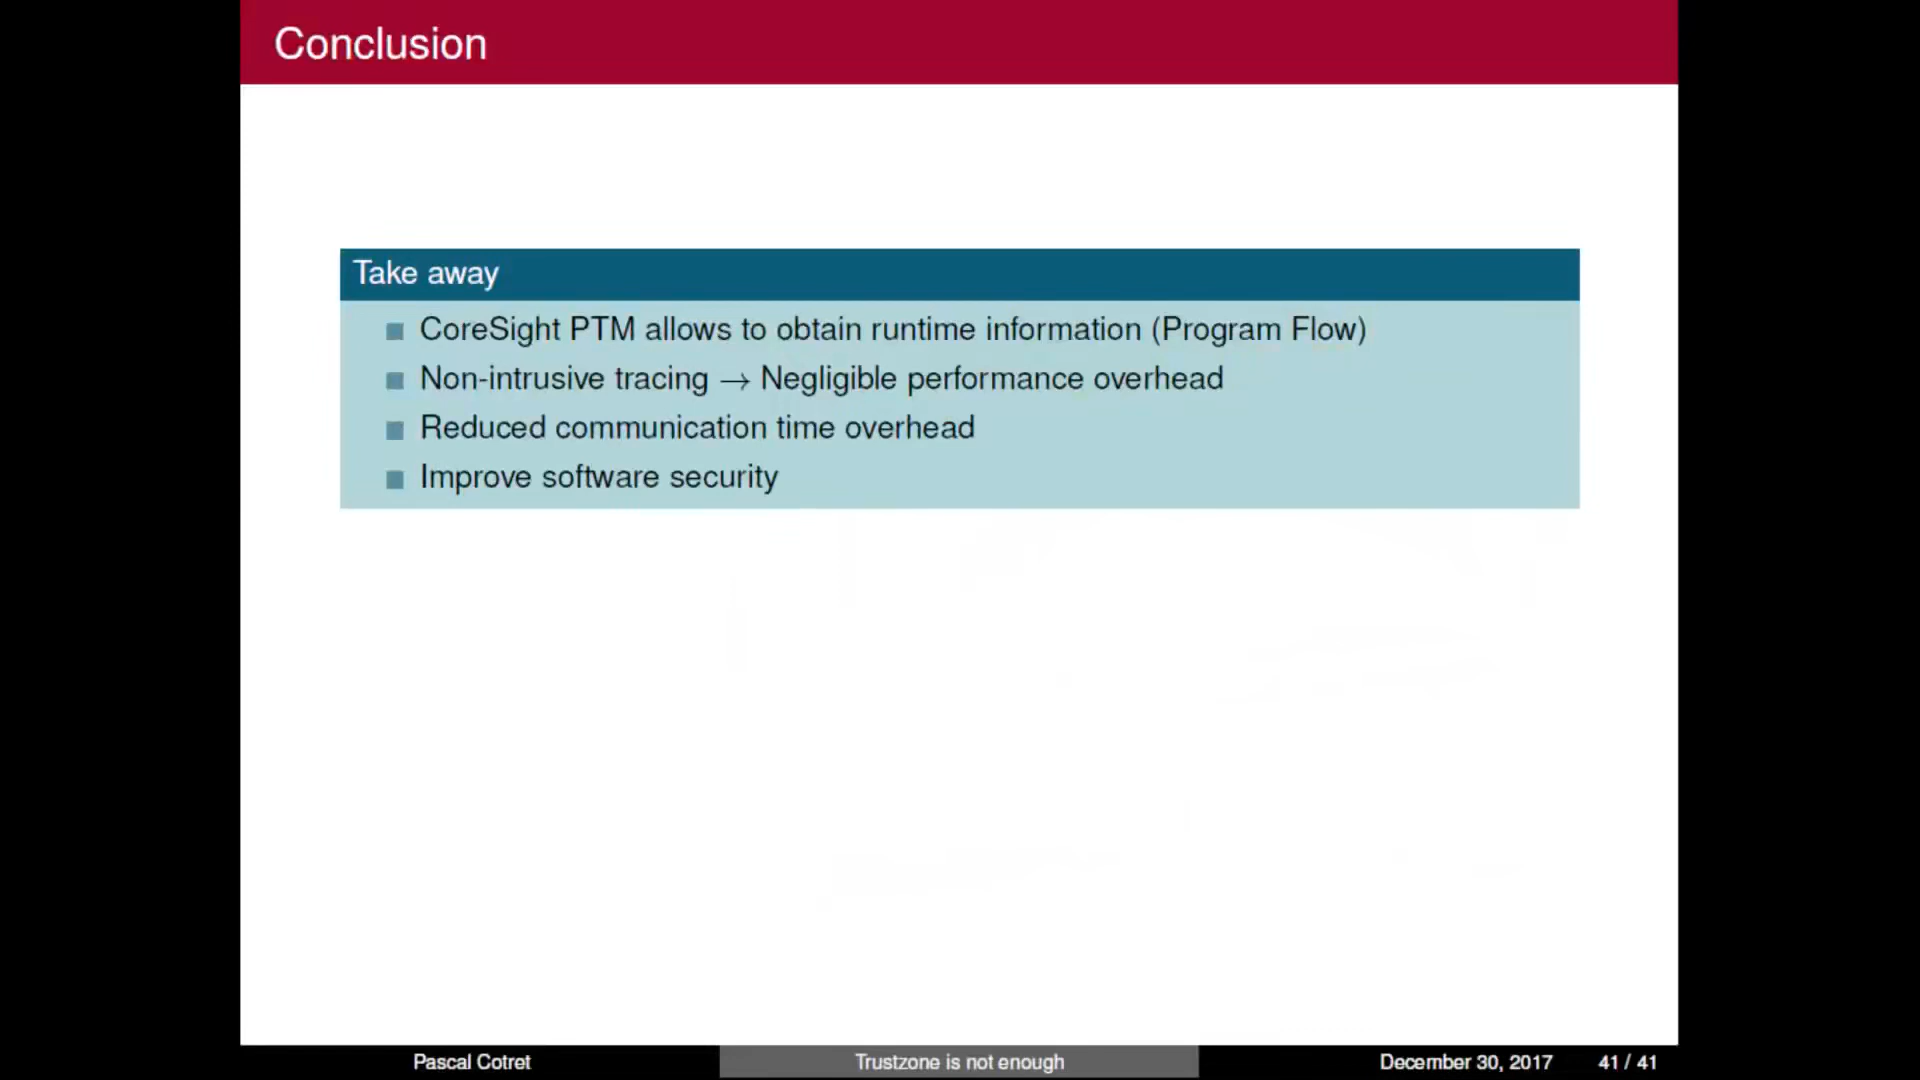 Conclusion
Take away
CoreSight PTM allows to obtain runtime information (Program Flow)
Non-intrusive tracing → Negligible performance overhead
Reduced communication time overhead
Improve software security
Pascal Cotret
Trustzone is not enough
December 30, 2017
41 / 41